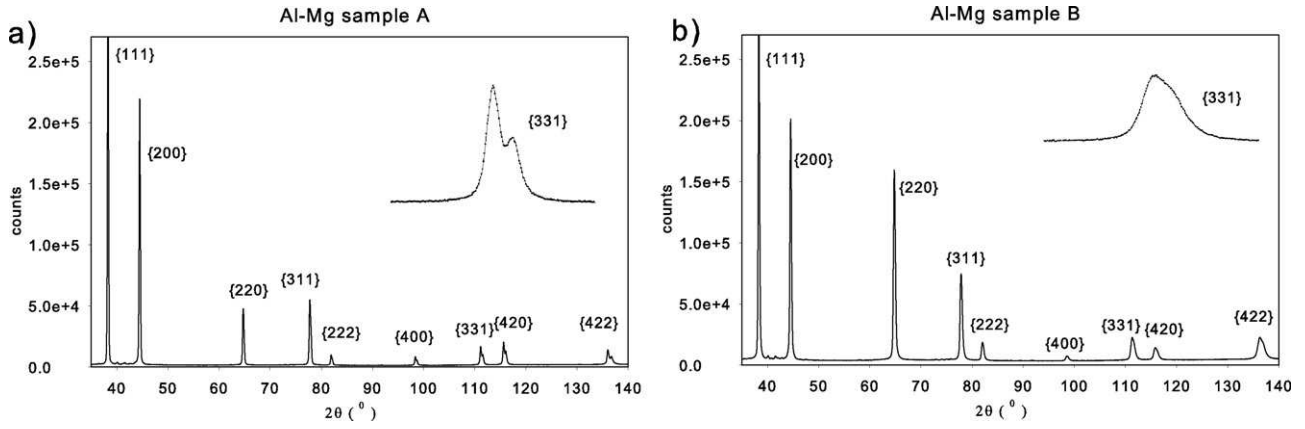 Al-Mg sample A
a)
2.5e+5
2.0e+5
1.5e+5
1.0e+5
5.0e+4
0.0
counts
{111}
{200}
{220}
{311}
{222}
{400}
{331}
{420}
{422}
{331}
40 50 60 70 80 90 100 110 120 130 140
2θ ( ⁰ )
Al-Mg sample B
b)
2.5e+5
2.0e+5
1.5e+5
1.0e+5
5.0e+4
0.0
counts
{111}
{200}
{220}
{311}
{222}
{400}
{331}
{420}
{422}
{331}
40 50 60 70 80 90 100 110 120 130 140
2θ ( ⁰ )